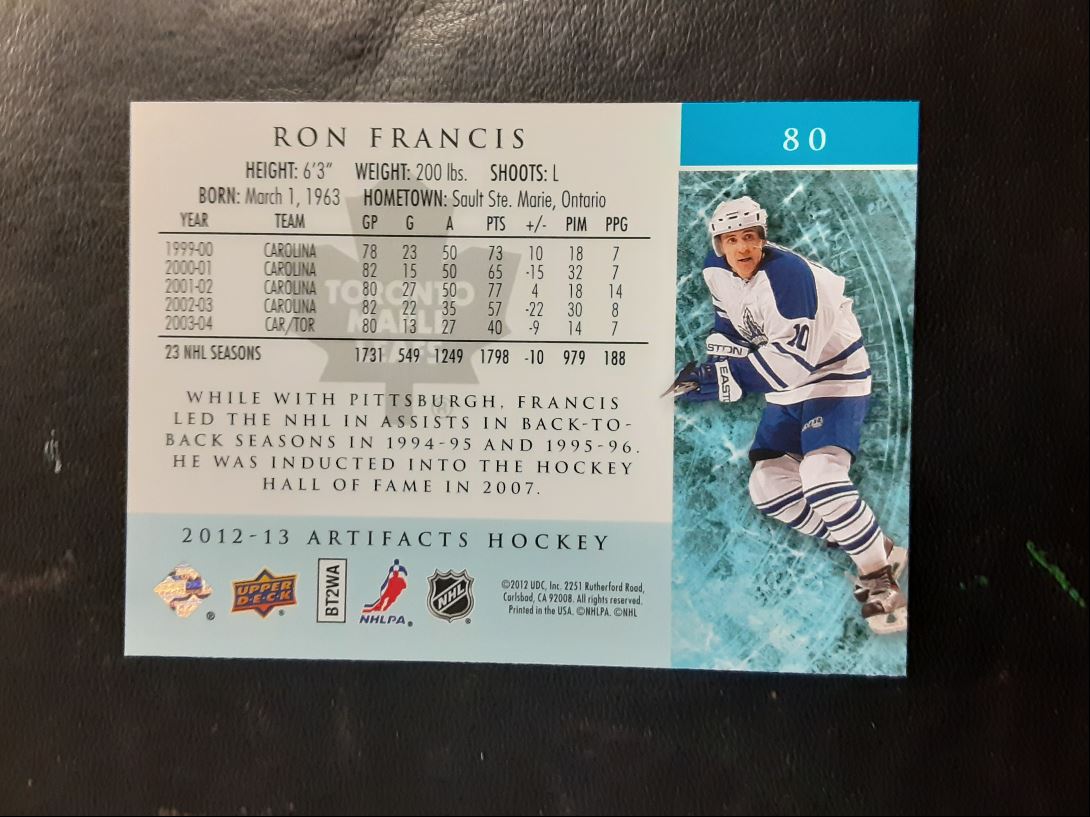 RON FRANCIS
HEIGHT: 6'3" WEIGHT: 200 lbs. SHOOTS: L
BORN: March 1, 1963 HOMETOWN: Sault Ste. Marie, Ontario
YEAR TEAM GP G A PTS +/- PIM PPG
1999-00 CAROLINA 78 23 50 73 10 18 7
2000-01 CAROLINA 82 15 50 65 -15 32 7
2001-02 CAROLINA 80 27 50 77 4 18 14
2002-03 CAROLINA 82 22 35 57 -22 30 8
2003-04 CAR/TOR 80 13 27 40 -9 14 7
23 NHL SEASONS 1731 549 1249 1798 -10 979 188
TORONTO
MAPLE
LEAFS
®
WHILE WITH PITTSBURGH, FRANCIS
LED THE NHL IN ASSISTS IN BACK-TO-
BACK SEASONS IN 1994-95 AND 1995-96.
HE WAS INDUCTED INTO THE HOCKEY
HALL OF FAME IN 2007.
2012-13 ARTIFACTS HOCKEY
®
UPPER
DECK
®
BT2WA
NHLPA®
NHL
®
©2012 UDC, Inc. 2251 Rutherford Road,
Carlsbad, CA 92008. All rights reserved.
Printed in the USA. ©NHLPA. ©NHL
80
10
EASTON